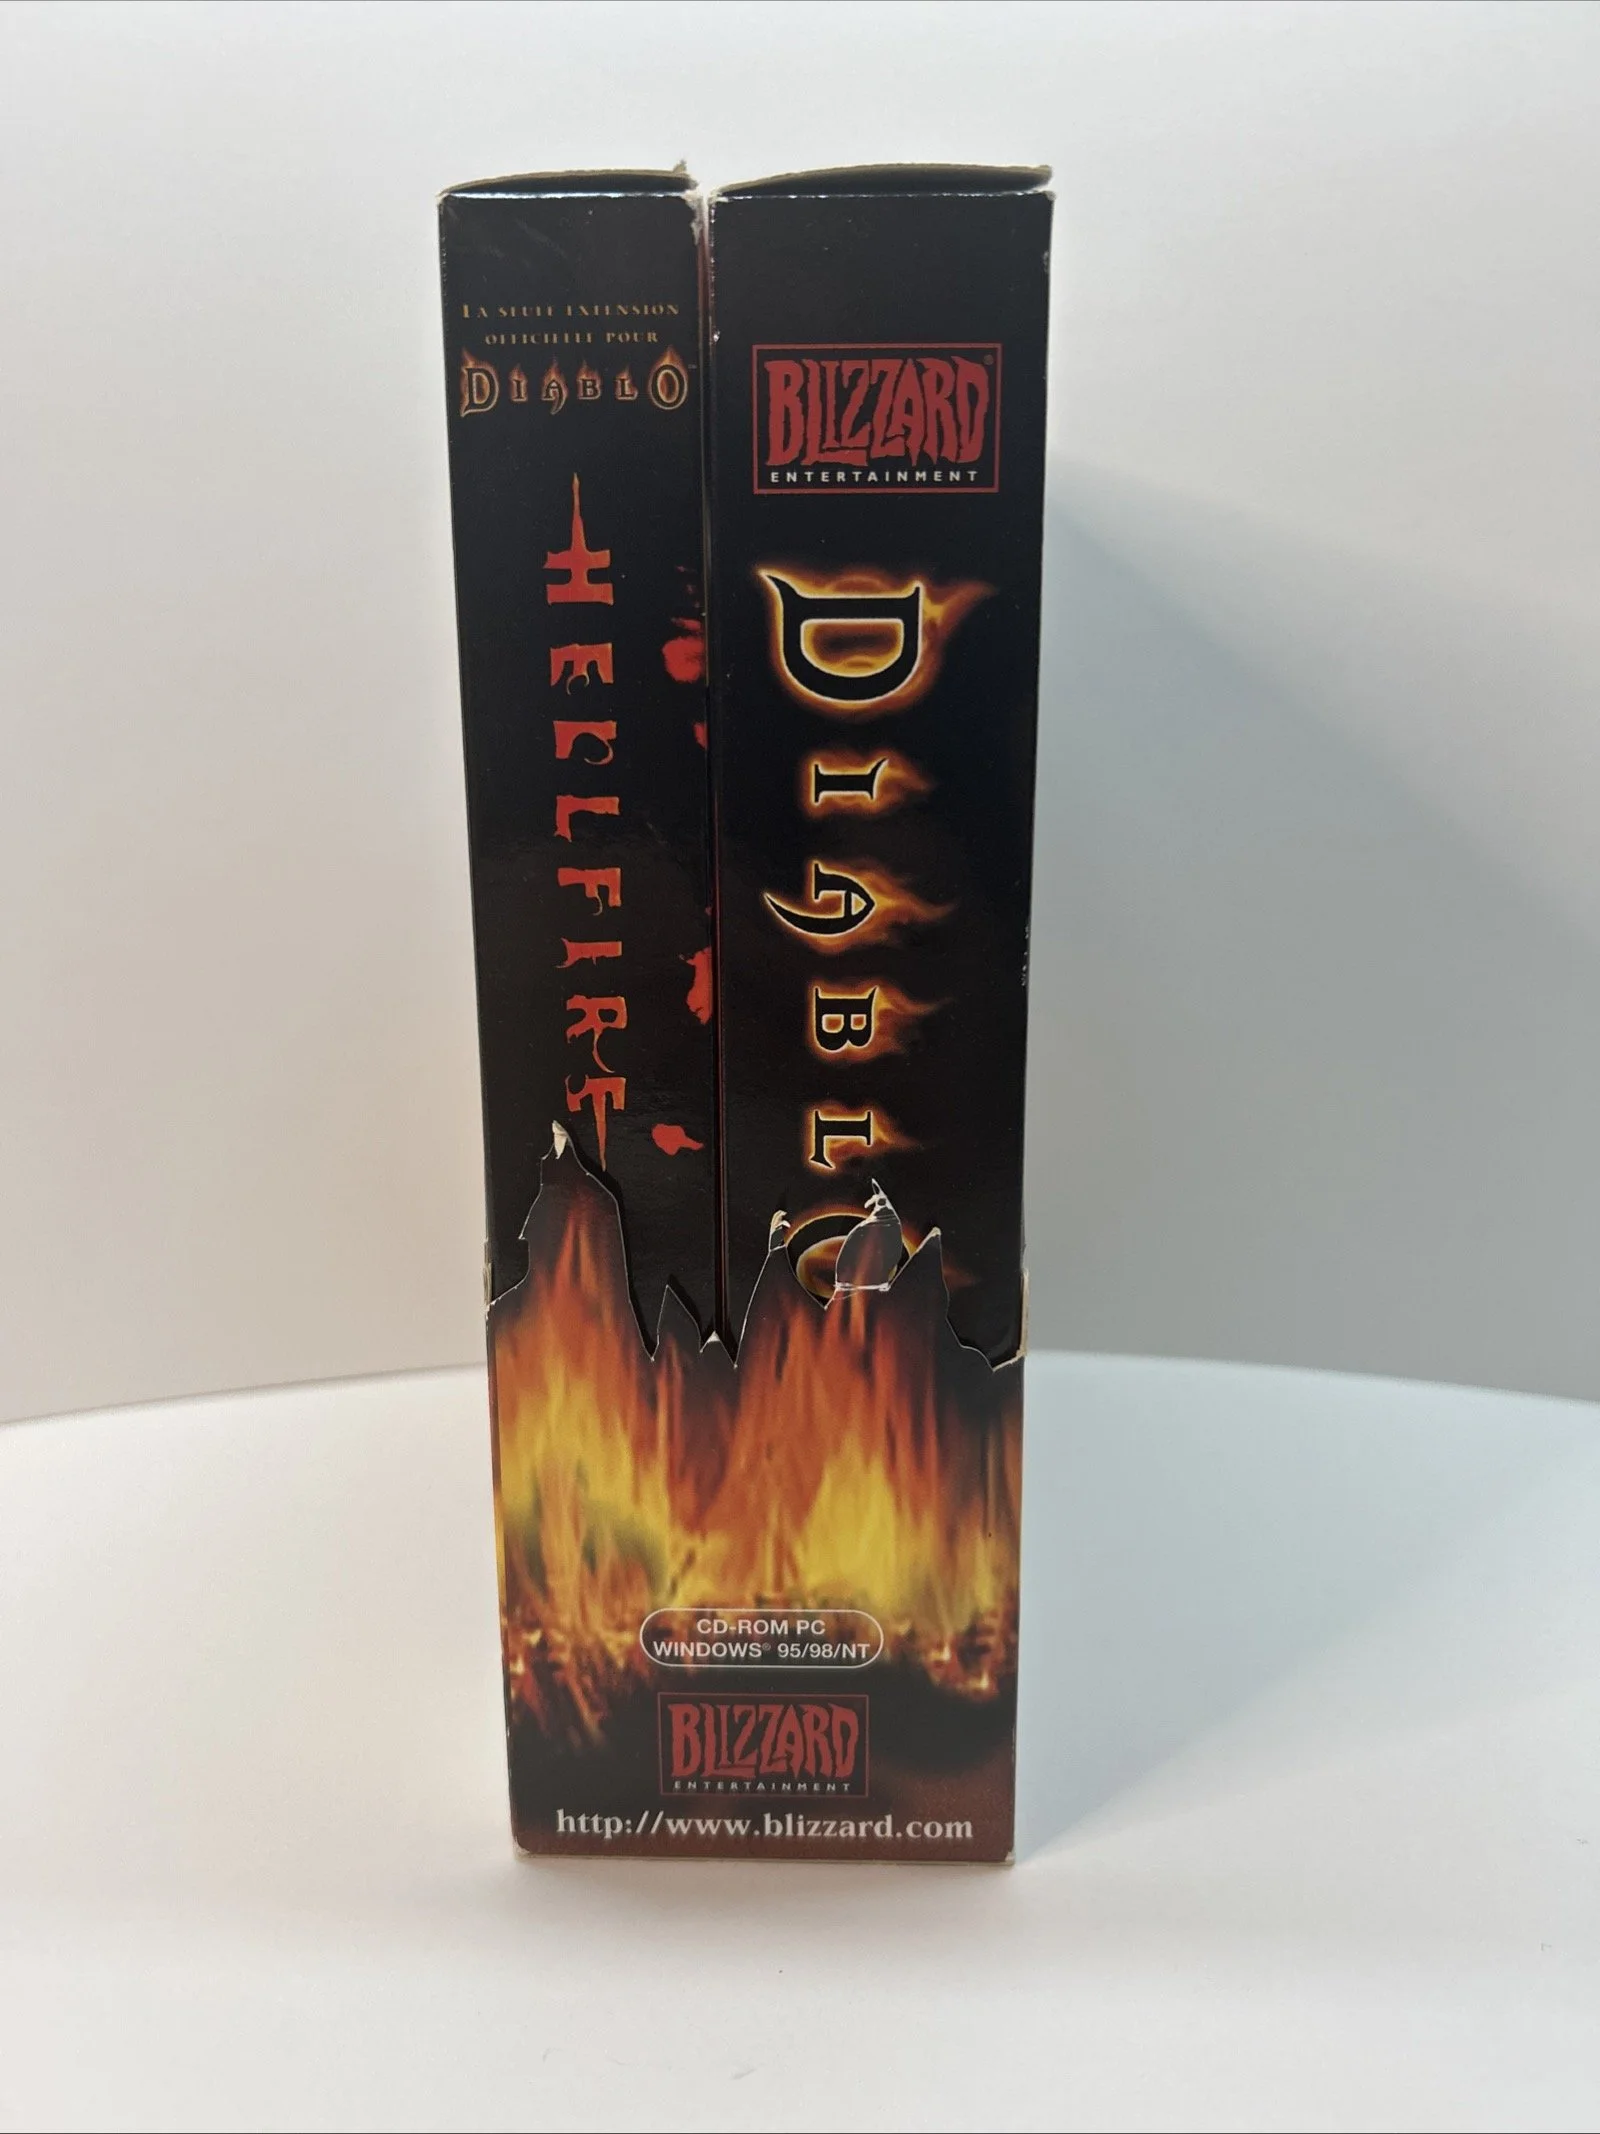 LA SEULE EXTENSION
OFFICIELLE POUR
DIABLO™
HELLFIRE
BLIZZARD®
ENTERTAINMENT
DIABLO
CD-ROM PC
WINDOWS® 95/98/NT
BLIZZARD
ENTERTAINMENT
http://www.blizzard.com